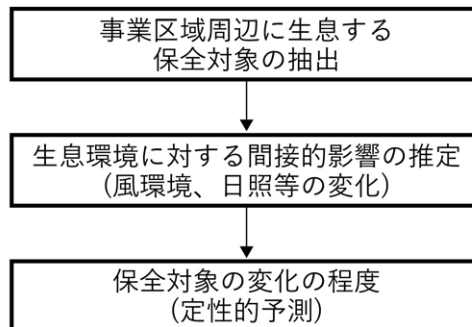 事業区域周辺に生息する
保全対象の抽出
生息環境に対する間接的影響の推定
(風環境、日照等の変化)
保全対象の変化の程度
(定性的予測)